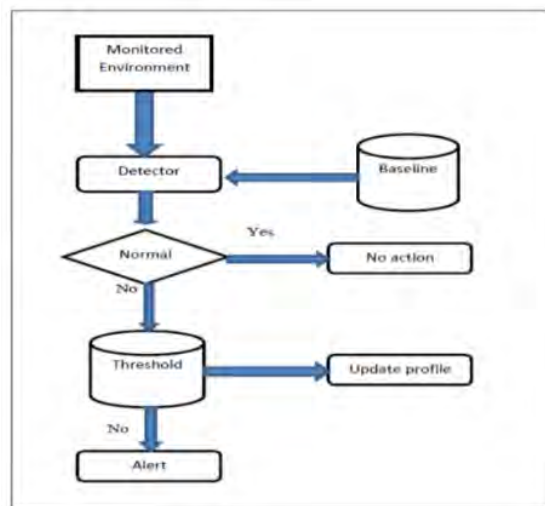 Monitored
Environment
Detector
Baseline
Yes
Normal
No action
No
Threshold
Update profile
No
Alert